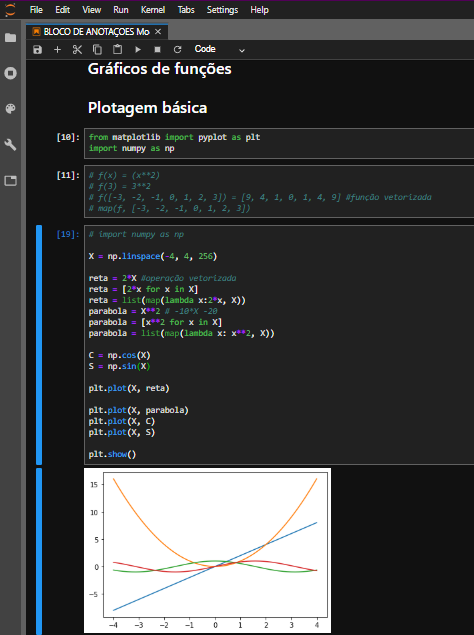 File Edit View Run Kernel Tabs Settings Help
BLOCO DE ANOTAÇOES Mo
Code
Gráficos de funções
Plotagem básica
[10]: from matplotlib import pyplot as plt
import numpy as np
[11]: # f(x) = (x**2)
# f(3) = 3**2
# f([-3, -2, -1, 0, 1, 2, 3]) = [9, 4, 1, 0, 1, 4, 9] #função vetorizada
# map(f, [-3, -2, -1, 0, 1, 2, 3])
[19]: # import numpy as np
X = np.linspace(-4, 4, 256)
reta = 2*X #operação vetorizada
reta = [2*x for x in X]
reta = list(map(lambda x:2*x, X))
parabola = X**2 # -10*X -20
parabola = [x**2 for x in X]
parabola = list(map(lambda x: x**2, X))
C = np.cos(X)
S = np.sin(X)
plt.plot(X, reta)
plt.plot(X, parabola)
plt.plot(X, C)
plt.plot(X, S)
plt.show()
15
10
5
0
−5
−4 −3 −2 −1 0 1 2 3 4